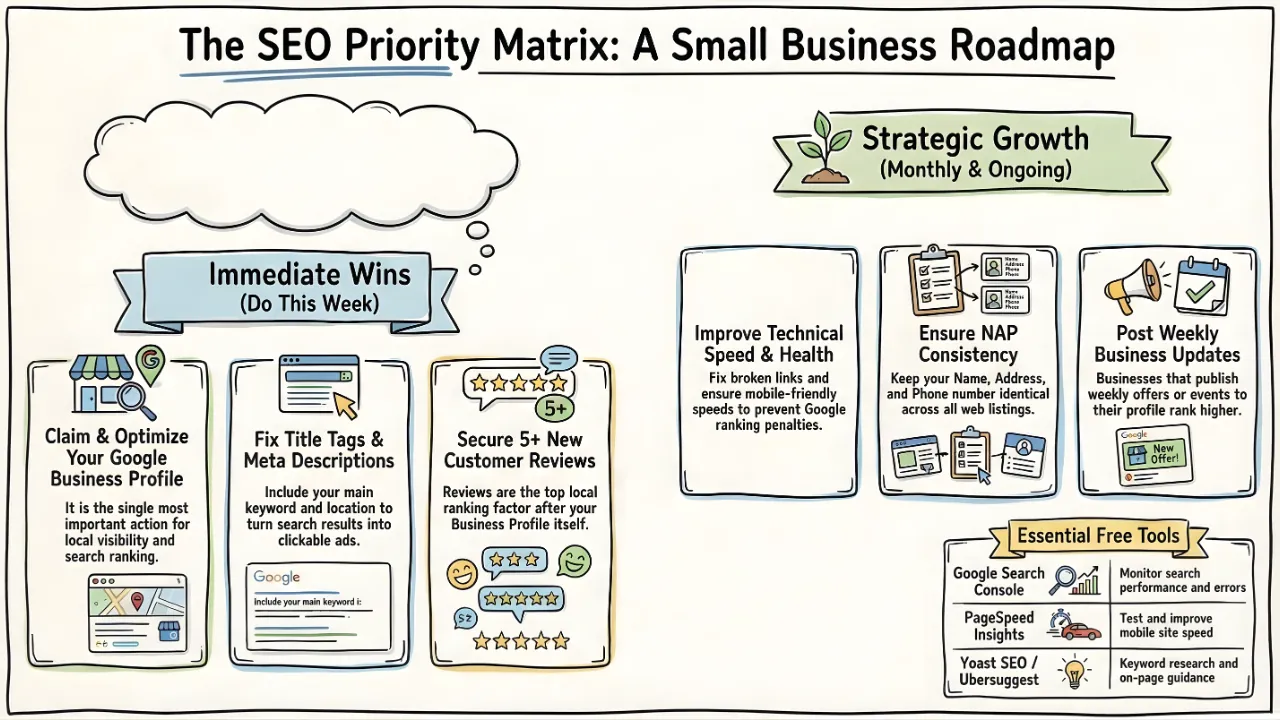 The SEO Priority Matrix: A Small Business Roadmap
Immediate Wins
(Do This Week)
G
Claim & Optimize
Your Google
Business Profile
It is the single most
important action for
local visibility and
search ranking.
Fix Title Tags &
Meta Descriptions
Include your main
keyword and location to
turn search results into
clickable ads.
Google
Include your main keyword i:
5+
Secure 5+ New
Customer Reviews
Reviews are the top local
ranking factor after your
Business Profile itself.
Strategic Growth
(Monthly & Ongoing)
Improve Technical
Speed & Health
Fix broken links and
ensure mobile-friendly
speeds to prevent Google
ranking penalties.
Name
Address
Phone
Phore
Name
Address
Phone
Phore
Ensure NAP
Consistency
Keep your Name, Address,
and Phone number identical
across all web listings.
Post Weekly
Business Updates
Businesses that publish
weekly offers or events to
their profile rank higher.
Google
New
Offer!
Essential Free Tools
Google Search
Console
Monitor search
performance and errors
PageSpeed
Insights
Test and improve
mobile site speed
Yoast SEO /
Ubersuggest
Keyword research and
on-page guidance